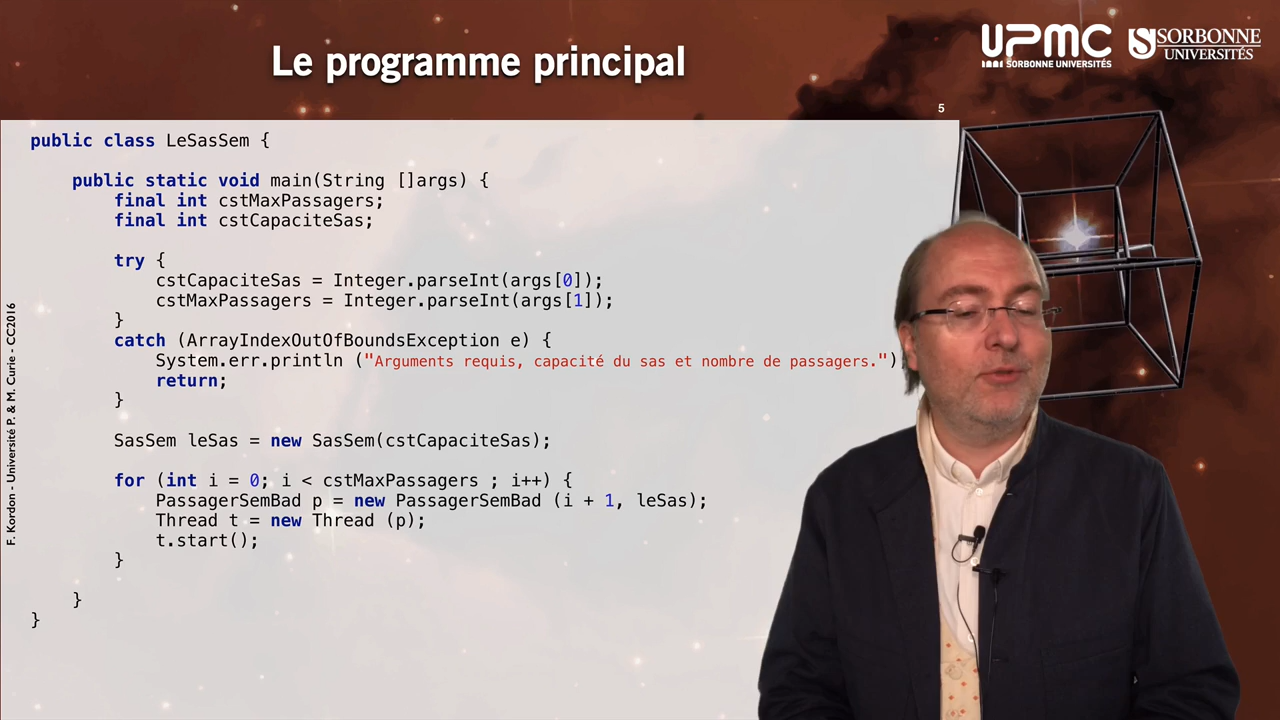 Le programme principal
UPMC
SORBONNE UNIVERSITÉS
SORBONNE
UNIVERSITÉS
5
public class LeSasSem {
public static void main(String []args) {
final int cstMaxPassagers;
final int cstCapaciteSas;
try {
cstCapaciteSas = Integer.parseInt(args[0]);
cstMaxPassagers = Integer.parseInt(args[1]);
}
catch (ArrayIndexOutOfBoundsException e) {
System.err.println ("Arguments requis, capacité du sas et nombre de passagers.")
return;
}
SasSem leSas = new SasSem(cstCapaciteSas);
for (int i = 0; i < cstMaxPassagers ; i++) {
PassagerSemBad p = new PassagerSemBad (i + 1, leSas);
Thread t = new Thread (p);
t.start();
}
}
}
F. Kordon - Université P. & M. Curie - CC2016